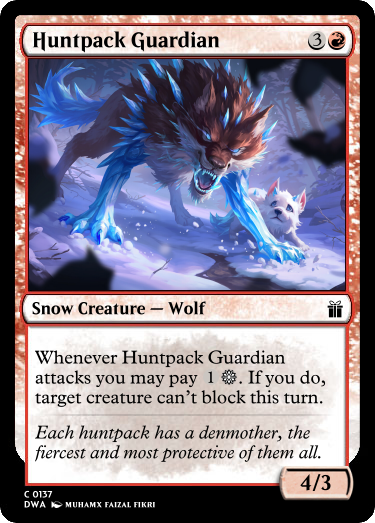 Huntpack Guardian 3
Snow Creature — Wolf
Whenever Huntpack Guardian
attacks you may pay 1 . If you do,
target creature can't block this turn.
Each huntpack has a denmother, the
fiercest and most protective of them all.
4/3
C 0137
DWA MUHAMX FAIZAL FIKRI